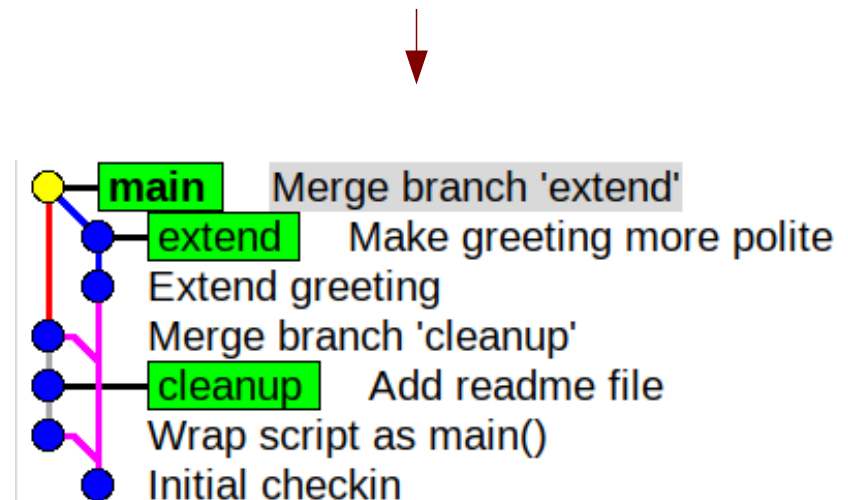 main Merge branch 'extend'
extend Make greeting more polite
Extend greeting
Merge branch 'cleanup'
cleanup Add readme file
Wrap script as main()
Initial checkin